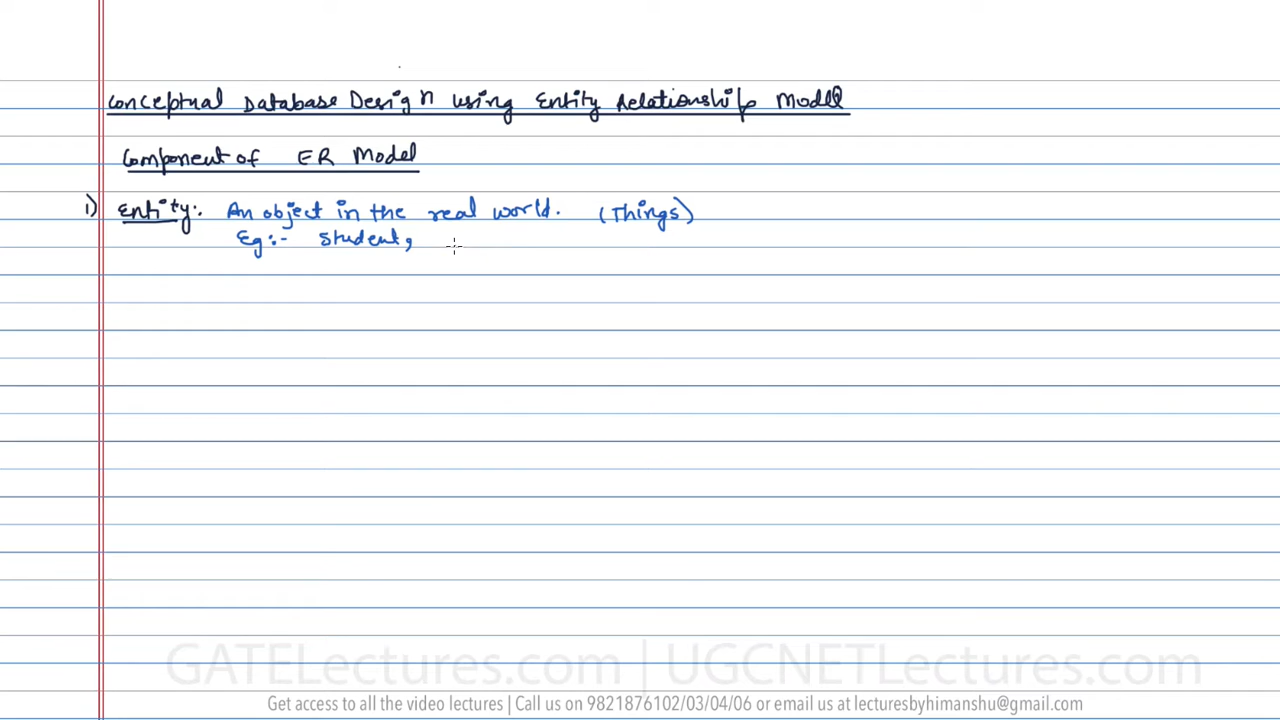 Conceptual Database Design using Entity Relationship Model
Component of ER Model
1) Entity:- An object in the real world. (Things)
Eg:- Student,
GATELectures.com | UGCNETLectures.com
Get access to all the video lectures | Call us on 9821876102/03/04/06 or email us at lecturesbyhimanshu@gmail.com